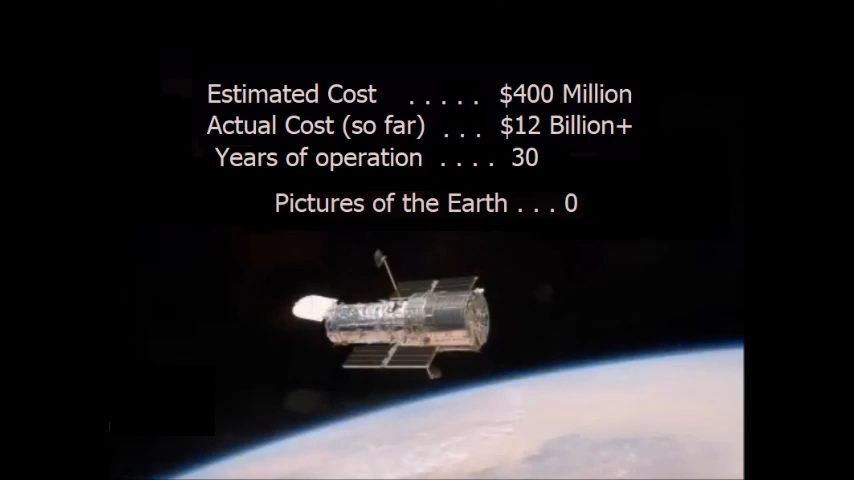 Estimated Cost ..... $400 Million
Actual Cost (so far) ... $12 Billion+
Years of operation .... 30
Pictures of the Earth ... 0